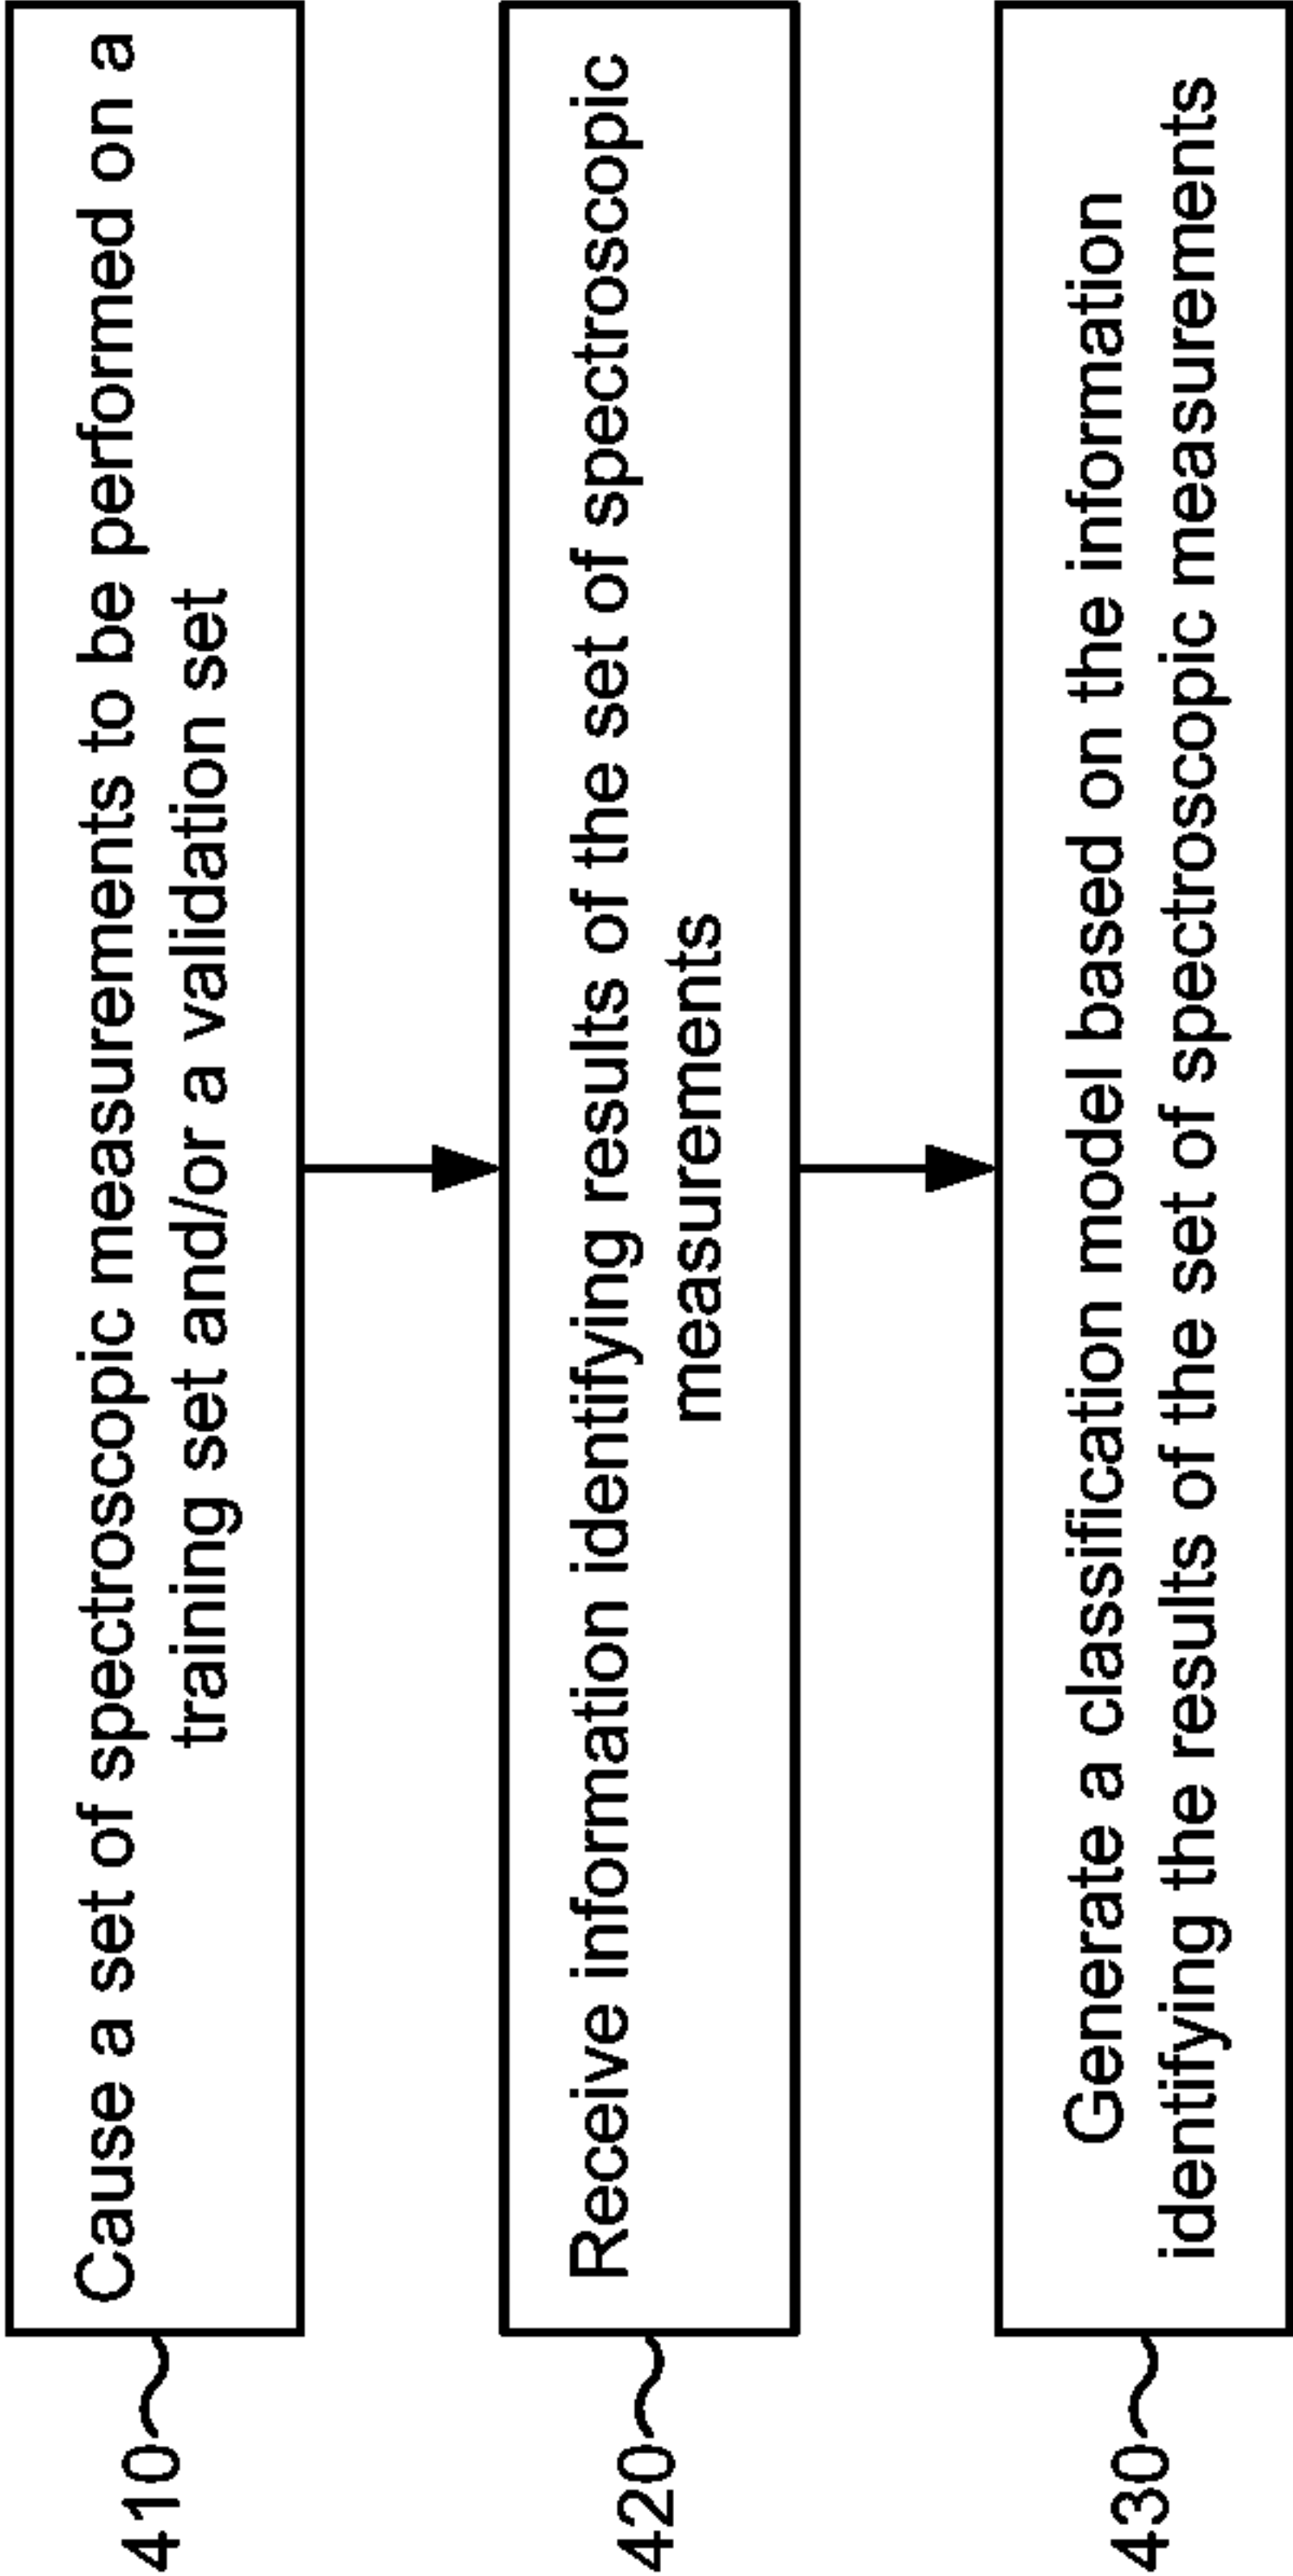 410
Cause a set of spectroscopic measurements to be performed on a
training set and/or a validation set
420
Receive information identifying results of the set of spectroscopic
measurements
430
Generate a classification model based on the information
identifying the results of the set of spectroscopic measurements